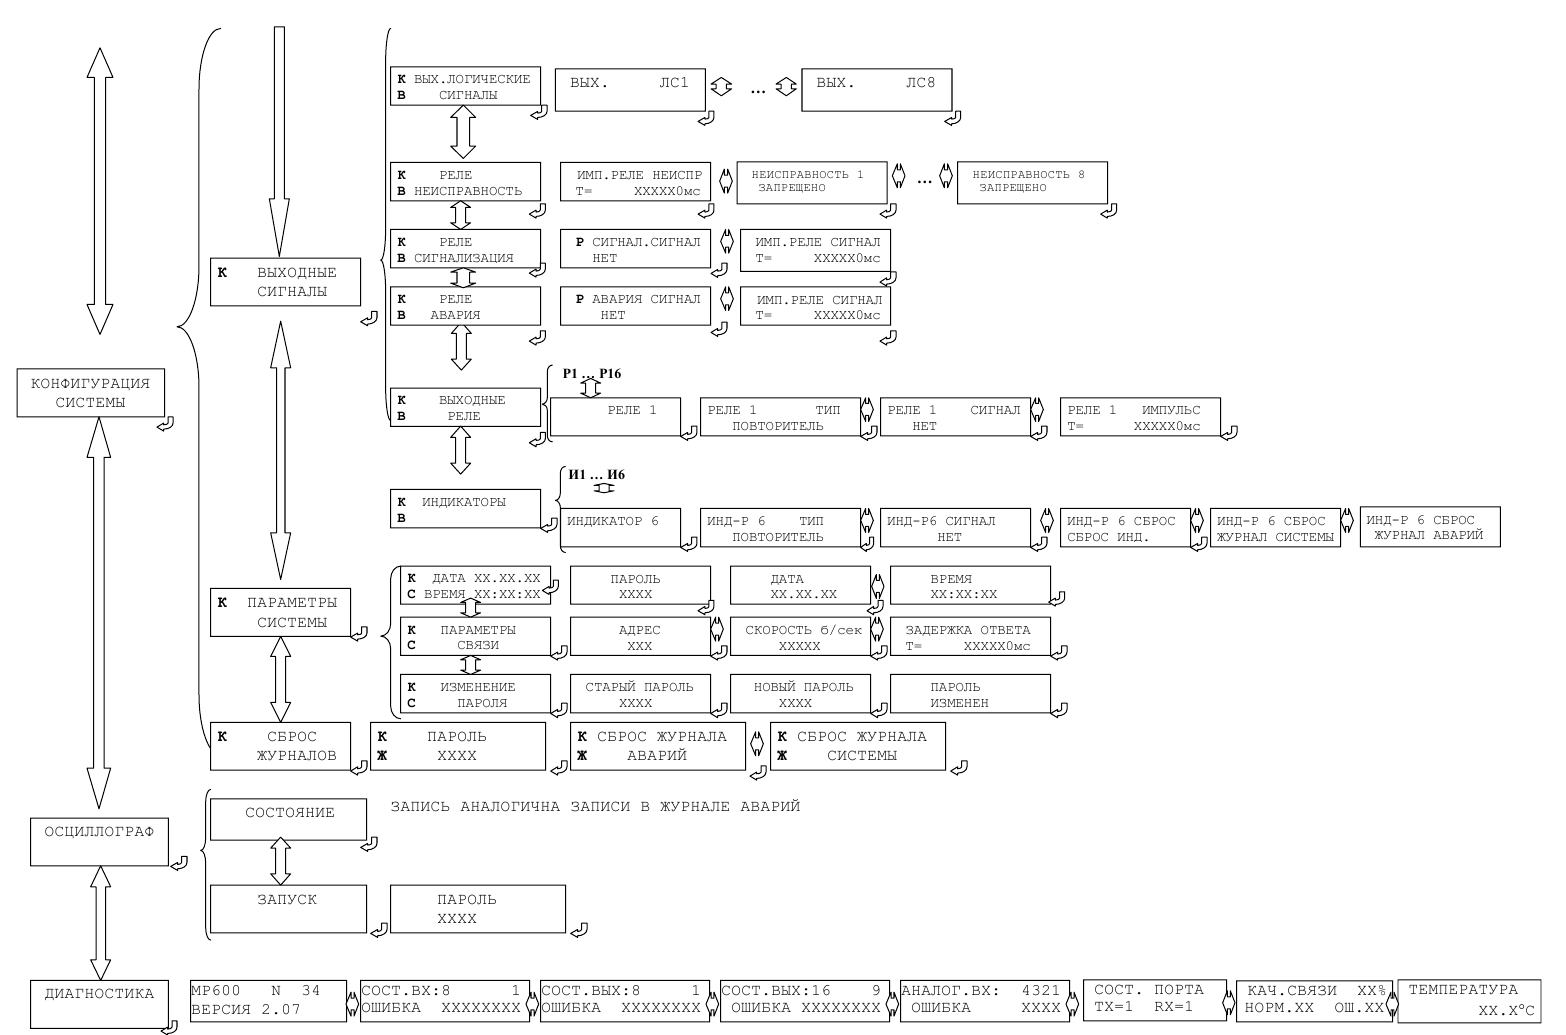 К ВЫХ.ЛОГИЧЕСКИЕ
В СИГНАЛЫ
ВЫХ. ЛС1
...
ВЫХ. ЛС8
К РЕЛЕ
В НЕИСПРАВНОСТЬ
ИМП.РЕЛЕ НЕИСПР
Т= ХХХХХ0мс
НЕИСПРАВНОСТЬ 1
ЗАПРЕЩЕНО
...
НЕИСПРАВНОСТЬ 8
ЗАПРЕЩЕНО
К РЕЛЕ
В СИГНАЛИЗАЦИЯ
Р СИГНАЛ.СИГНАЛ
НЕТ
ИМП.РЕЛЕ СИГНАЛ
Т= ХХХХХ0мс
К ВЫХОДНЫЕ
СИГНАЛЫ
К РЕЛЕ
В АВАРИЯ
Р АВАРИЯ СИГНАЛ
НЕТ
ИМП.РЕЛЕ СИГНАЛ
Т= ХХХХХ0мс
КОНФИГУРАЦИЯ
СИСТЕМЫ
К ВЫХОДНЫЕ
В РЕЛЕ
Р1 ... Р16
РЕЛЕ 1
РЕЛЕ 1 ТИП
ПОВТОРИТЕЛЬ
РЕЛЕ 1 СИГНАЛ
НЕТ
РЕЛЕ 1 ИМПУЛЬС
Т= ХХХХХ0мс
К ИНДИКАТОРЫ
В
И1 ... И6
ИНДИКАТОР 6
ИНД-Р 6 ТИП
ПОВТОРИТЕЛЬ
ИНД-Р6 СИГНАЛ
НЕТ
ИНД-Р 6 СБРОС
СБРОС ИНД.
ИНД-Р 6 СБРОС
ЖУРНАЛ СИСТЕМЫ
ИНД-Р 6 СБРОС
ЖУРНАЛ АВАРИЙ
К ПАРАМЕТРЫ
СИСТЕМЫ
К ДАТА ХХ.ХХ.ХХ
С ВРЕМЯ ХХ:ХХ:ХХ
ПАРОЛЬ
ХХХХ
ДАТА
ХХ.ХХ.ХХ
ВРЕМЯ
ХХ:ХХ:ХХ
К ПАРАМЕТРЫ
С СВЯЗИ
АДРЕС
ХХХ
СКОРОСТЬ б/сек
ХХХХХ
ЗАДЕРЖКА ОТВЕТА
Т= ХХХХХ0мс
К ИЗМЕНЕНИЕ
С ПАРОЛЯ
СТАРЫЙ ПАРОЛЬ
ХХХХ
НОВЫЙ ПАРОЛЬ
ХХХХ
ПАРОЛЬ
ИЗМЕНЕН
К СБРОС
ЖУРНАЛОВ
К ПАРОЛЬ
Ж ХХХХ
К СБРОС ЖУРНАЛА
Ж АВАРИЙ
К СБРОС ЖУРНАЛА
Ж СИСТЕМЫ
ОСЦИЛЛОГРАФ
СОСТОЯНИЕ
ЗАПИСЬ АНАЛОГИЧНА ЗАПИСИ В ЖУРНАЛЕ АВАРИЙ
ЗАПУСК
ПАРОЛЬ
ХХХХ
ДИАГНОСТИКА
МР600 N 34
ВЕРСИЯ 2.07
СОСТ.ВХ:8 1
ОШИБКА ХХХХХХХХ
СОСТ.ВЫХ:8 1
ОШИБКА ХХХХХХХХ
СОСТ.ВЫХ:16 9
ОШИБКА ХХХХХХХХ
АНАЛОГ.ВХ: 4321
ОШИБКА ХХХХ
СОСТ. ПОРТА
TX=1 RX=1
КАЧ.СВЯЗИ ХХ%
НОРМ.ХХ ОШ.ХХ
ТЕМПЕРАТУРА
ХХ.Х°С